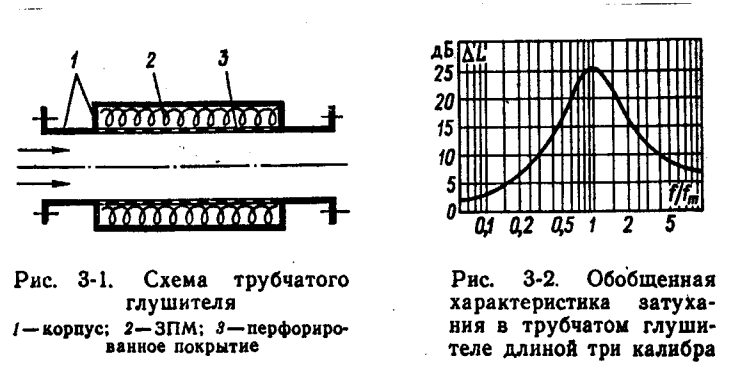 1 2 3
дБ ΔL
25
20
15
10
5
0
f/fm
0,1 0,2 0,5 1 2 5
Рис. 3-1. Схема трубчатого
глушителя
1—корпус; 2—ЗПМ; 3—перфориро-
ванное покрытие
Рис. 3-2. Обобщенная
характеристика затуха-
ния в трубчатом глуши-
теле длиной три калибра